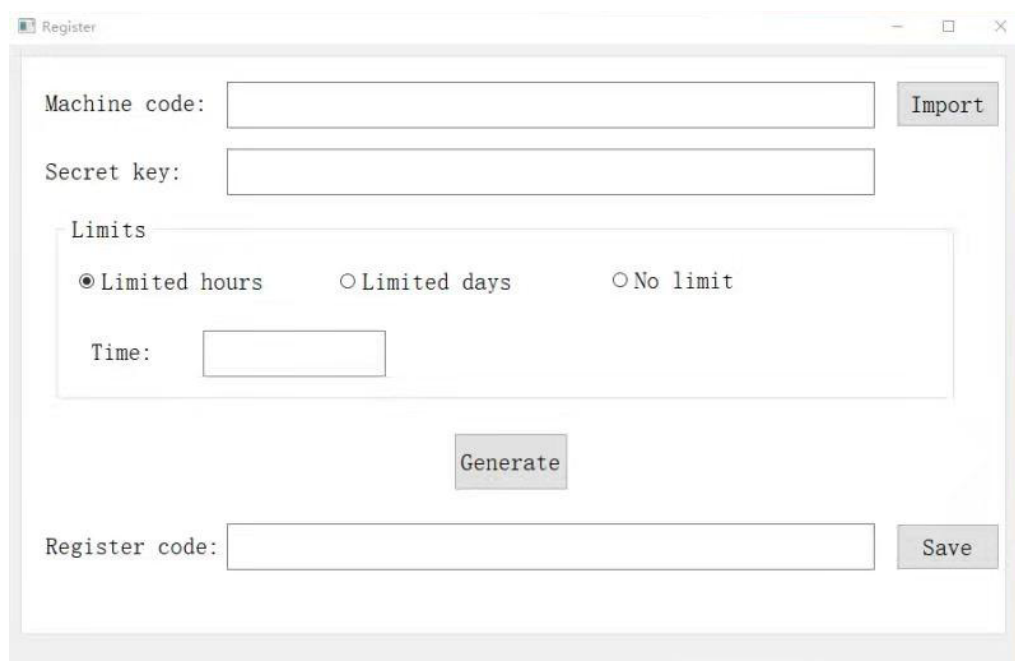 Register
Machine code:
Import
Secret key:
Limits
Limited hours
Limited days
No limit
Time:
Generate
Register code:
Save